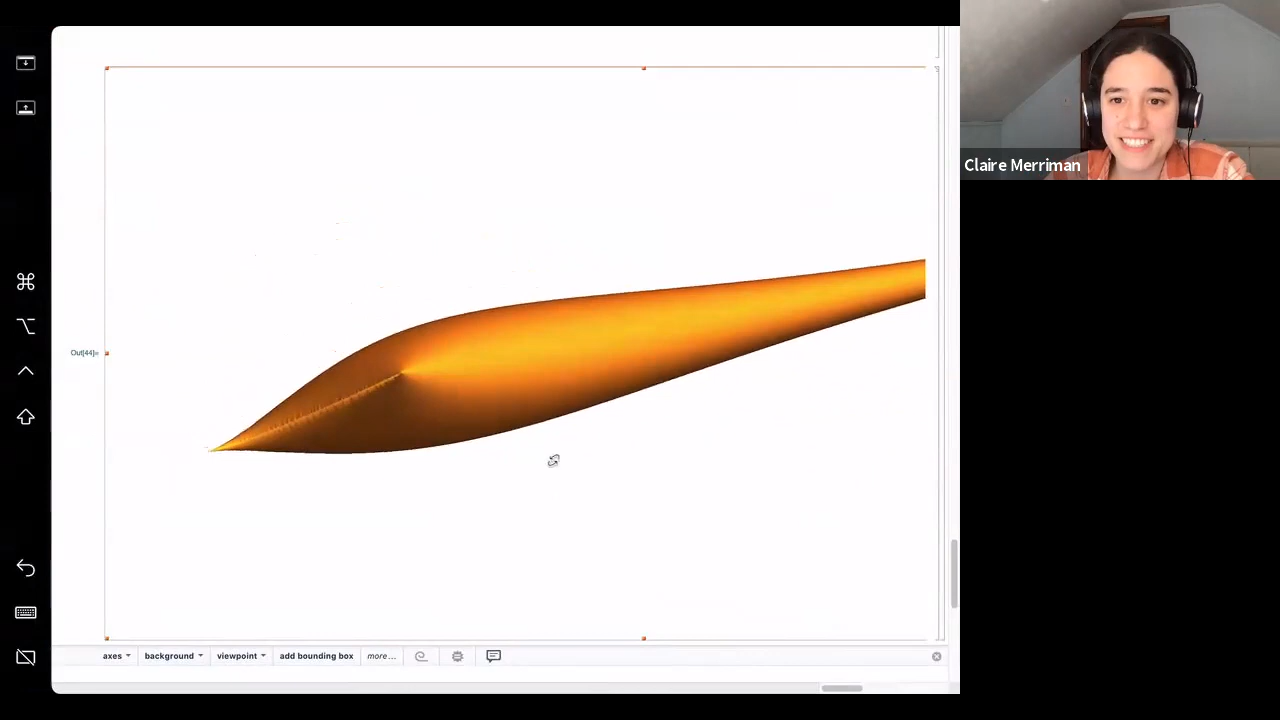 Claire Merriman
Out[44]=
axes
background
viewpoint
add bounding box
more...